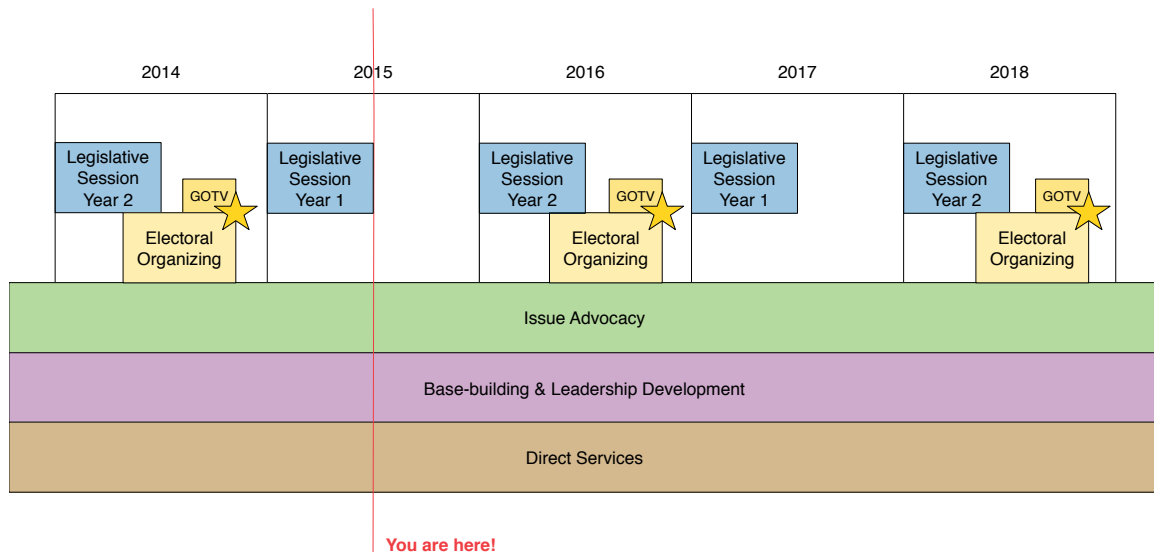 2014
2015
2016
2017
2018
Legislative
Session
Year 2
GOTV
Electoral
Organizing
Legislative
Session
Year 1
Legislative
Session
Year 2
GOTV
Electoral
Organizing
Legislative
Session
Year 1
Legislative
Session
Year 2
GOTV
Electoral
Organizing
Issue Advocacy
Base-building & Leadership Development
Direct Services
You are here!